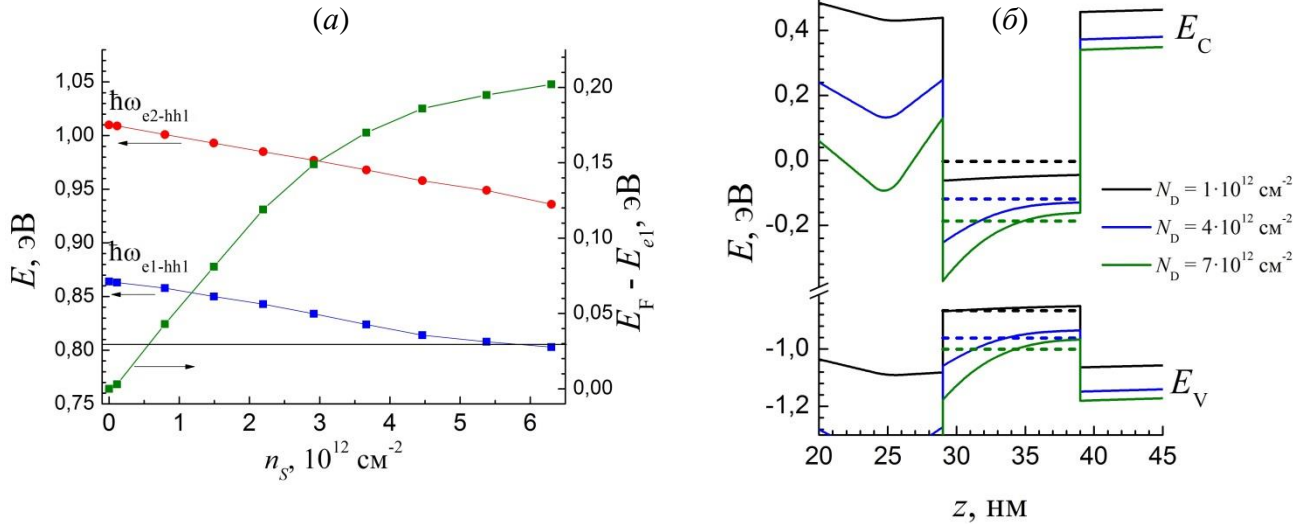 (а)
(б)
1,05
1,00
0,95
0,90
0,85
0,80
0,75
E, эВ
ħω e2-hh1
ħω e1-hh1
0,20
0,15
0,10
0,05
0,00
E_F - E_e1, эВ
0 1 2 3 4 5 6
n_S, 10^12 см^-2
0,4
0,2
0,0
-0,2
-1,0
-1,2
E, эВ
E_C
N_D = 1·10^12 см^-2
N_D = 4·10^12 см^-2
N_D = 7·10^12 см^-2
E_V
20 25 30 35 40 45
z, нм